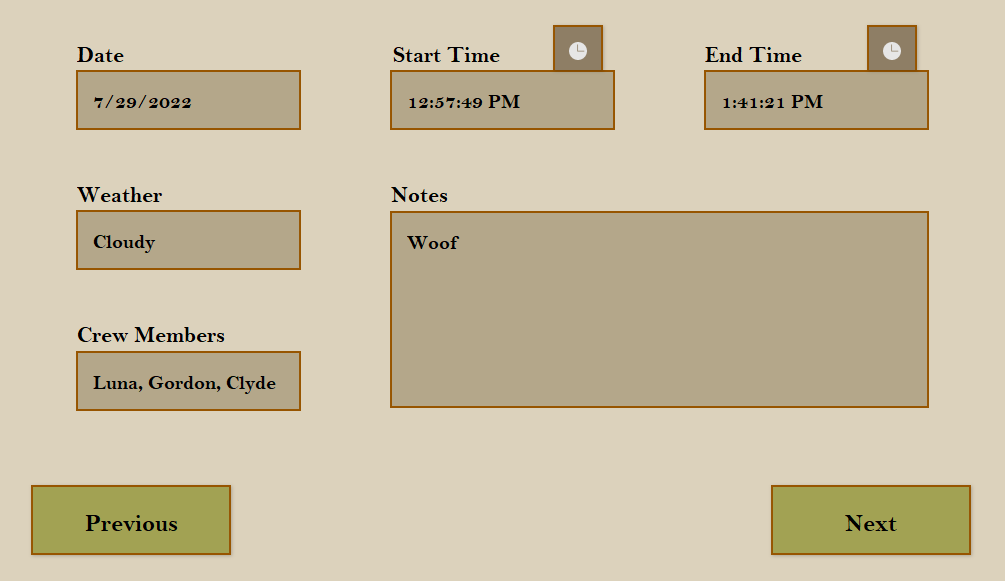 Date
Start Time
End Time
7/29/2022
12:57:49 PM
1:41:21 PM
Weather
Notes
Cloudy
Woof
Crew Members
Luna, Gordon, Clyde
Previous
Next